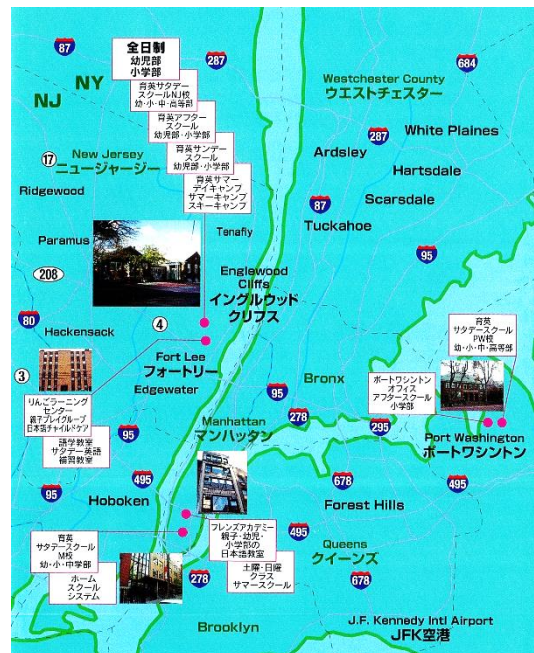 87
全日制
幼児部
小学部
287
684
NJ
NY
Westchester County
ウエストチェスター
育英サタデー
スクールNJ校
幼・小・中・高等部
育英アフター
スクール
幼児部・小学部
育英サンデー
スクール
幼児部・小学部
育英サマー
デイキャンプ
サマーキャンプ
スキーキャンプ
17
New Jersey
ニュージャージー
Ridgewood
287
White Plaines
Ardsley
Hartsdale
Scarsdale
87
Tuckahoe
95
Paramus
Tenafly
208
Englewood
Cliffs
イングルウッド
クリフス
80
Hackensack
4
Fort Lee
フォートリー
Edgewater
3
りんごラーニング
センター
親子プレイグループ
日本語チャイルドケア
語学教室
サタデー英語
補習教室
95
Bronx
95
278
295
Manhattan
マンハッタン
育英
サタデースクール
PW校
幼・小・中・高等部
ポートワシントン
オフィス
アフタースクール
小学部
Port Washington
ポートワシントン
495
95
495
Hoboken
678
Forest Hills
495
Queens
クイーンズ
678
フレンズアカデミー
親子・幼児・
小学部の
日本語教室
土曜・日曜
クラス
サマースクール
育英
サタデースクール
M校
幼・小・中学部
ホーム
スクール
システム
278
Brooklyn
J.F. Kennedy Intl Airport
JFK空港